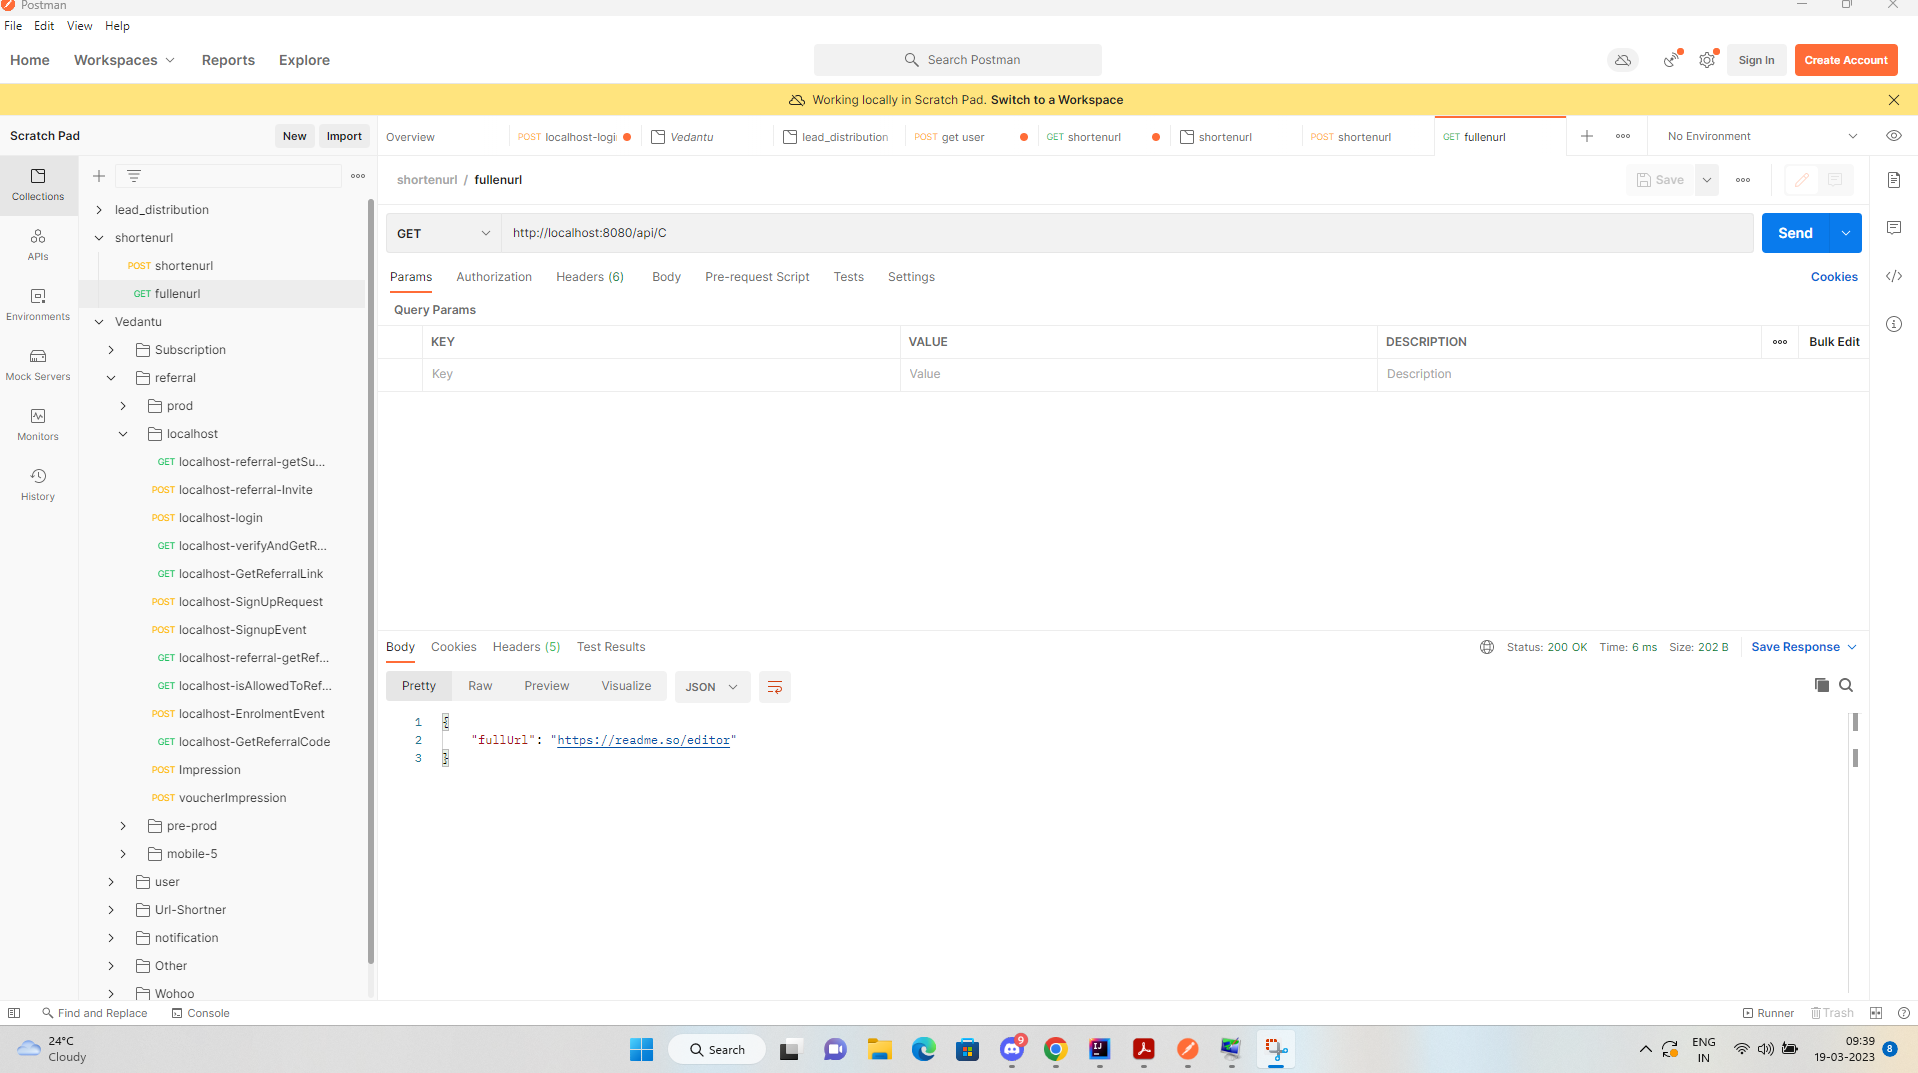 Postman
File Edit View Help
Home Workspaces Reports Explore
Search Postman
Sign In Create Account
Working locally in Scratch Pad. Switch to a Workspace
Scratch Pad New Import
Overview POST localhost-logi Vedantu lead_distribution POST get user GET shortenurl shortenurl POST shortenurl GET fullenurl No Environment
Collections
APIs
Environments
Mock Servers
Monitors
History
lead_distribution
shortenurl
POST shortenurl
GET fullenurl
Vedantu
Subscription
referral
prod
localhost
GET localhost-referral-getSu...
POST localhost-referral-Invite
POST localhost-login
GET localhost-verifyAndGetR...
GET localhost-GetReferralLink
POST localhost-SignUpRequest
POST localhost-SignupEvent
GET localhost-referral-getRef...
GET localhost-isAllowedToRef...
POST localhost-EnrolmentEvent
GET localhost-GetReferralCode
POST Impression
POST voucherImpression
pre-prod
mobile-5
user
Url-Shortner
notification
Other
Wohoo
shortenurl / fullenurl
Save
GET http://localhost:8080/api/C Send
Params Authorization Headers (6) Body Pre-request Script Tests Settings Cookies
Query Params
KEY VALUE DESCRIPTION Bulk Edit
Key Value Description
Body Cookies Headers (5) Test Results Status: 200 OK Time: 6 ms Size: 202 B Save Response
Pretty Raw Preview Visualize JSON
1 {
2 "fullUrl": "https://readme.so/editor"
3 }
Find and Replace Console Runner Trash
24°C
Cloudy
Search
9
ENG
IN
09:39
19-03-2023
8